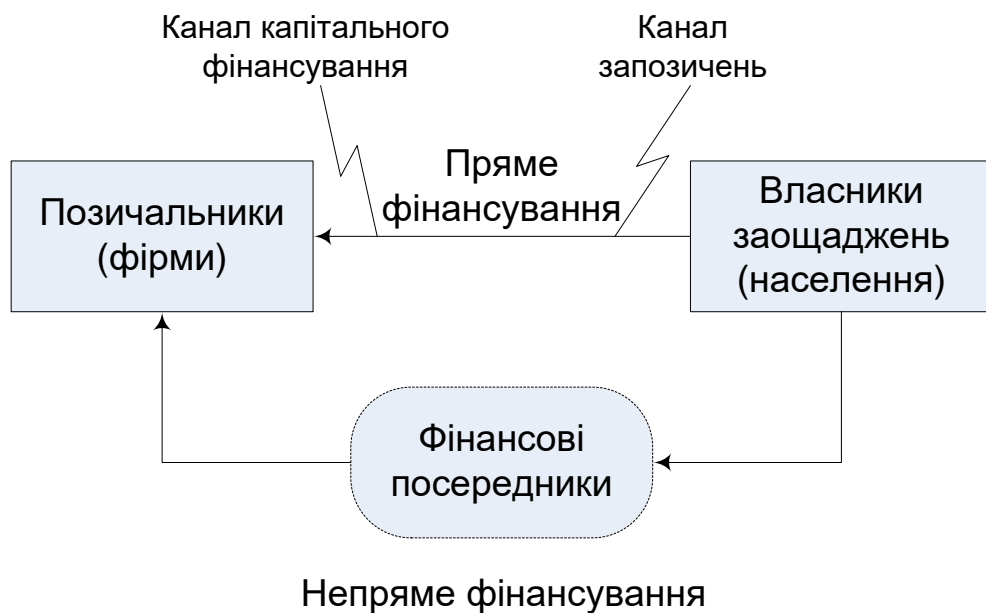 Канал капітального
фінансування
Канал
запозичень
Пряме
фінансування
Позичальники
(фірми)
Власники
заощаджень
(населення)
Фінансові
посередники
Непряме фінансування